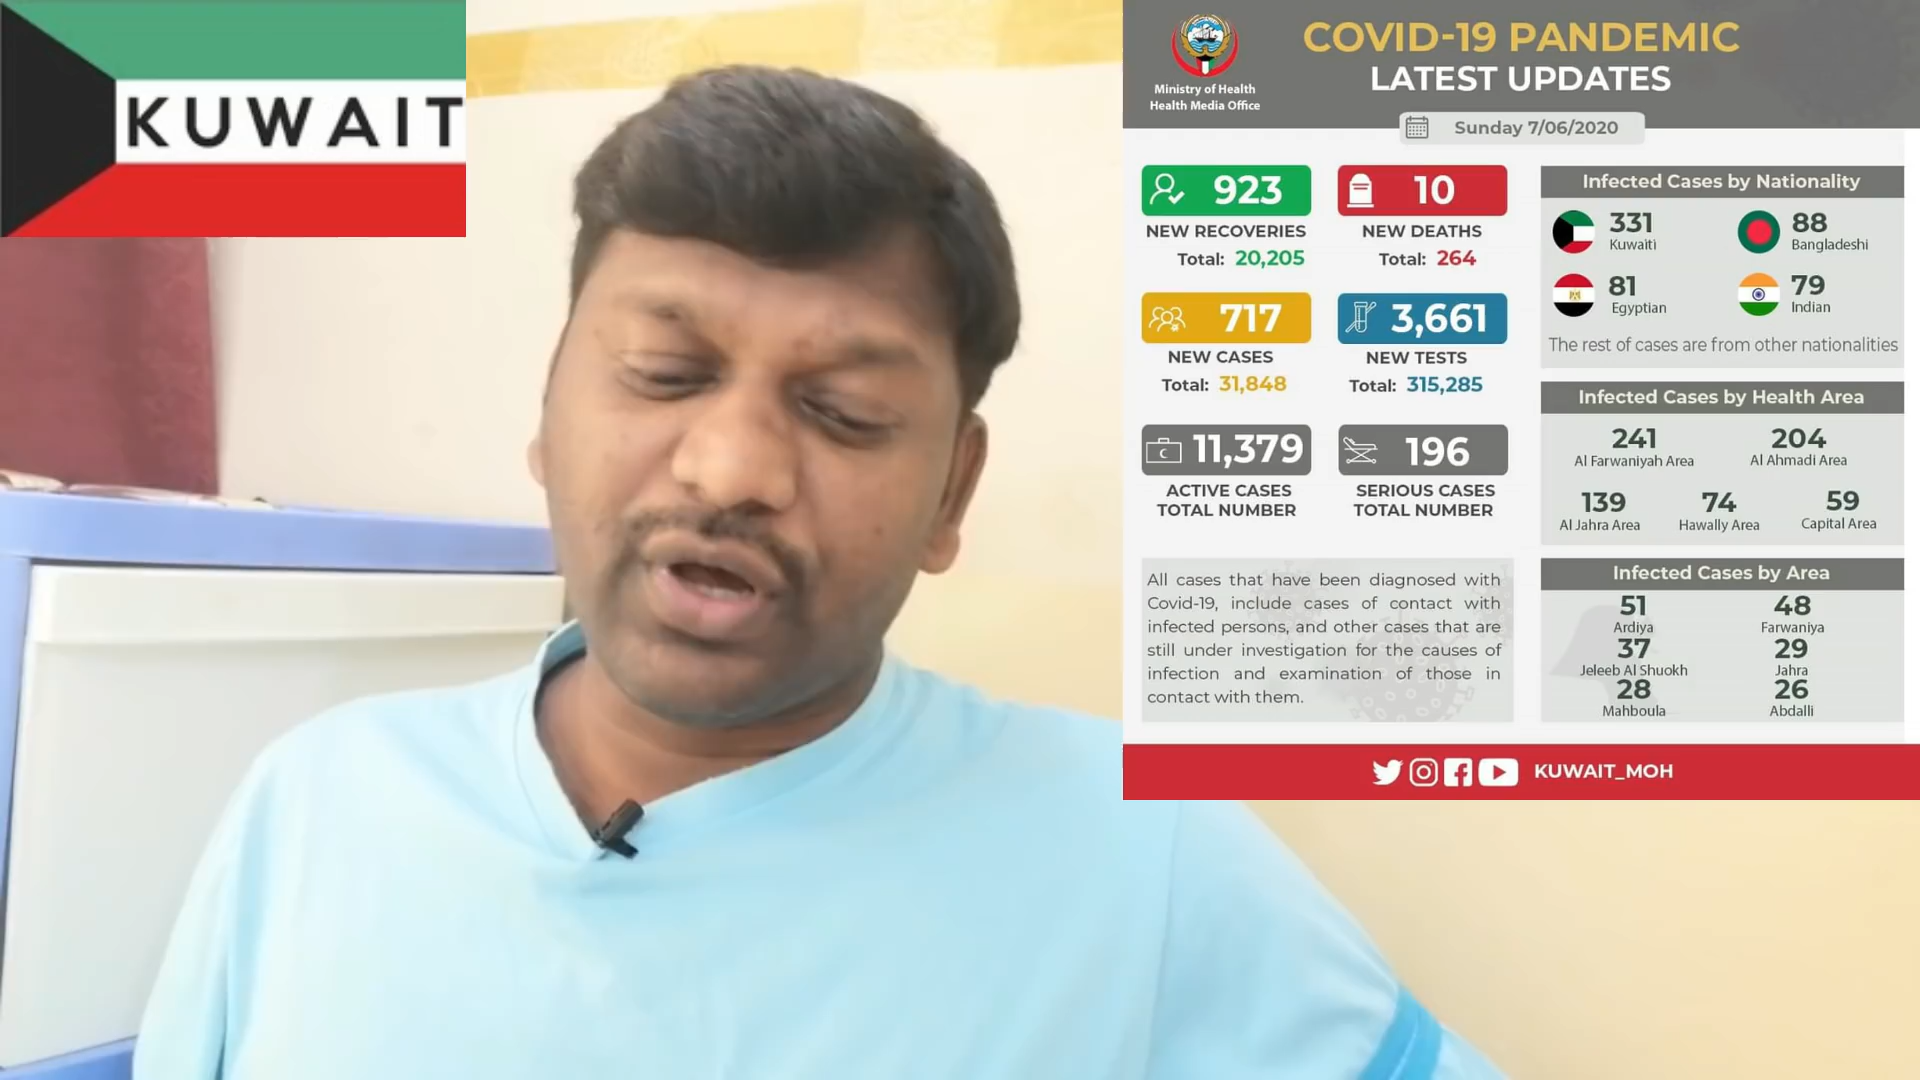 KUWAIT
Ministry of Health
Health Media Office
COVID-19 PANDEMIC
LATEST UPDATES
Sunday 7/06/2020
923
NEW RECOVERIES
Total: 20,205
10
NEW DEATHS
Total: 264
717
NEW CASES
Total: 31,848
3,661
NEW TESTS
Total: 315,285
11,379
ACTIVE CASES
TOTAL NUMBER
196
SERIOUS CASES
TOTAL NUMBER
All cases that have been diagnosed with
Covid-19, include cases of contact with
infected persons, and other cases that are
still under investigation for the causes of
infection and examination of those in
contact with them.
Infected Cases by Nationality
331
Kuwaiti
88
Bangladeshi
81
Egyptian
79
Indian
The rest of cases are from other nationalities
Infected Cases by Health Area
241
Al Farwaniyah Area
204
Al Ahmadi Area
139
Al Jahra Area
74
Hawally Area
59
Capital Area
Infected Cases by Area
51
Ardiya
48
Farwaniya
37
Jeleeb Al Shuokh
29
Jahra
28
Mahboula
26
Abdalli
KUWAIT_MOH